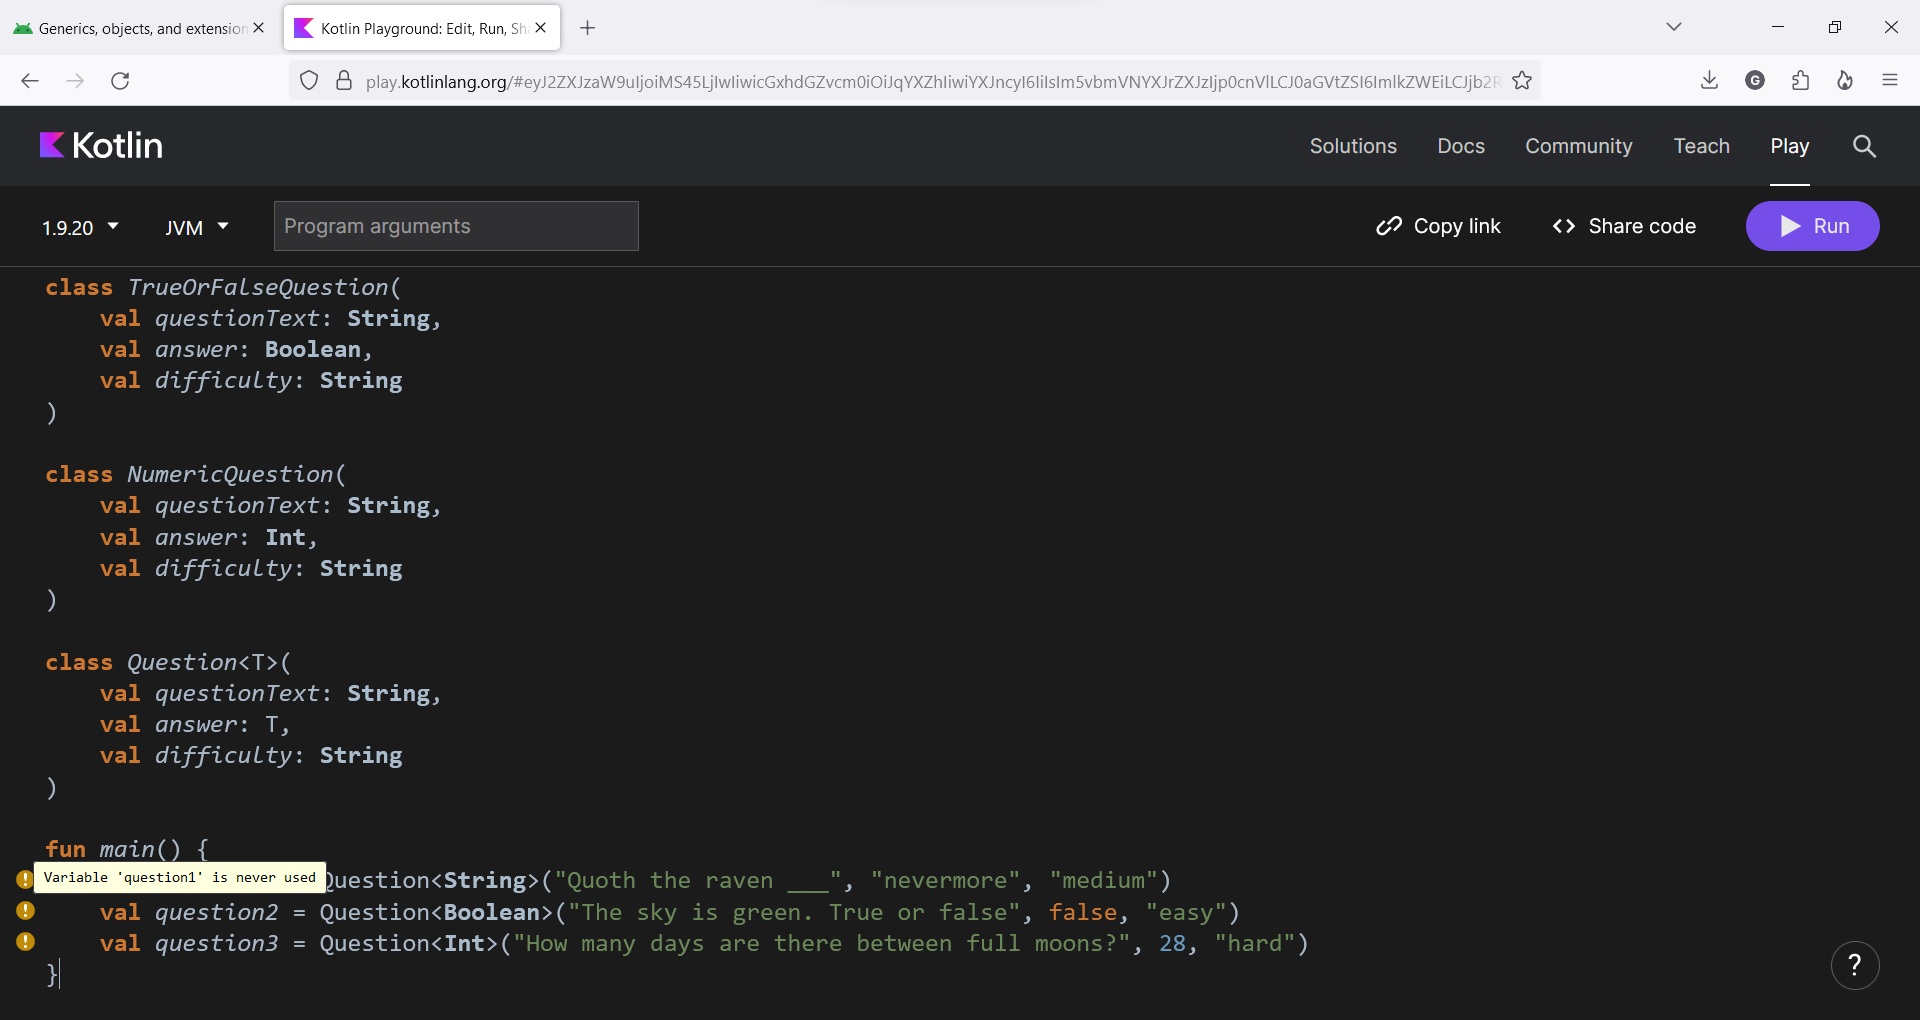 Generics, objects, and extension
Kotlin Playground: Edit, Run, Sh
play.kotlinlang.org/
Kotlin
Solutions Docs Community Teach Play
1.9.20 JVM Program arguments Copy link <> Share code Run
class TrueOrFalseQuestion(
    val questionText: String,
    val answer: Boolean,
    val difficulty: String
)
class NumericQuestion(
    val questionText: String,
    val answer: Int,
    val difficulty: String
)
class Question<T>(
    val questionText: String,
    val answer: T,
    val difficulty: String
)
fun main() {
Variable 'question1' is never used
Question<String>("Quoth the raven ___", "nevermore", "medium")
    val question2 = Question<Boolean>("The sky is green. True or false", false, "easy")
    val question3 = Question<Int>("How many days are there between full moons?", 28, "hard")
}
?